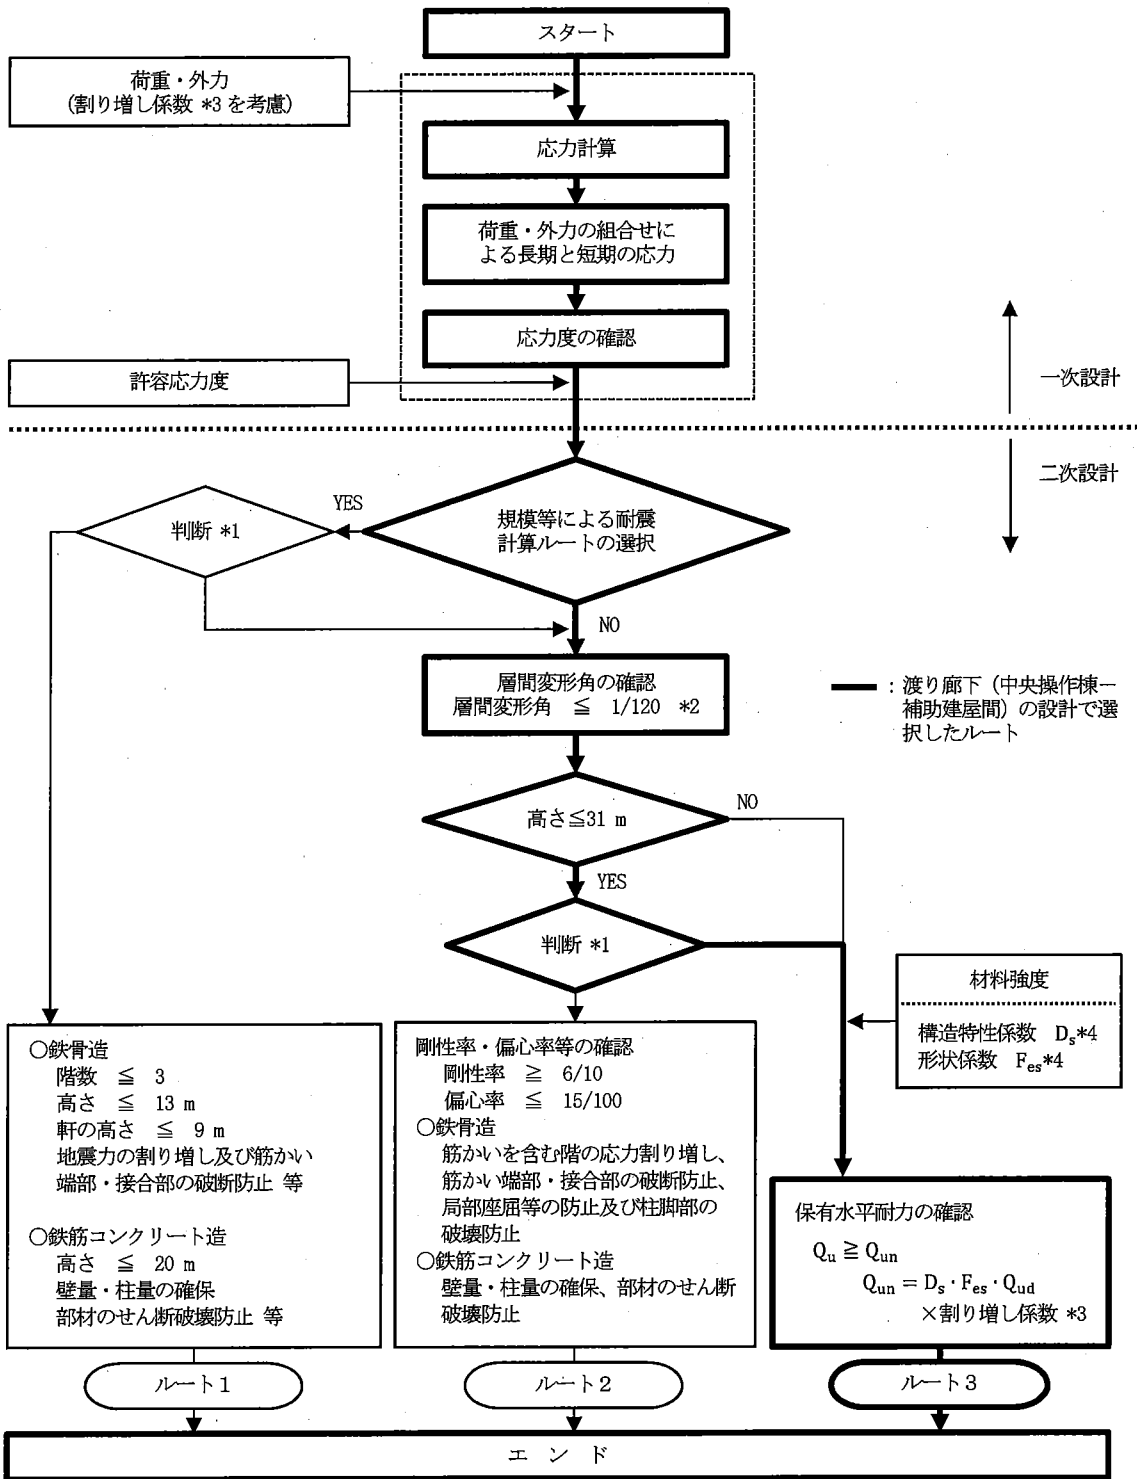 スタート
荷重・外力
(割り増し係数 *3 を考慮)
応力計算
荷重・外力の組合せに
よる長期と短期の応力
応力度の確認
許容応力度
一次設計
二次設計
規模等による耐震
計算ルートの選択
YES
判断 *1
NO
層間変形角の確認
層間変形角 ≦ 1/120 *2
：渡り廊下（中央操作棟－
補助建屋間）の設計で選
択したルート
高さ≦31 m
NO
YES
判断 *1
材料強度
構造特性係数 Ds*4
形状係数 Fes*4
○鉄骨造
階数 ≦ 3
高さ ≦ 13 m
軒の高さ ≦ 9 m
地震力の割り増し及び筋かい
端部・接合部の破断防止 等
○鉄筋コンクリート造
高さ ≦ 20 m
壁量・柱量の確保
部材のせん断破壊防止 等
剛性率・偏心率等の確認
剛性率 ≧ 6/10
偏心率 ≦ 15/100
○鉄骨造
筋かいを含む階の応力割り増し、
筋かい端部・接合部の破断防止、
局部座屈等の防止及び柱脚部の
破壊防止
○鉄筋コンクリート造
壁量・柱量の確保、部材のせん断
破壊防止
保有水平耐力の確認
Qu ≧ Qun
Qun = Ds・Fes・Qud
×割り増し係数 *3
ルート1
ルート2
ルート3
エンド